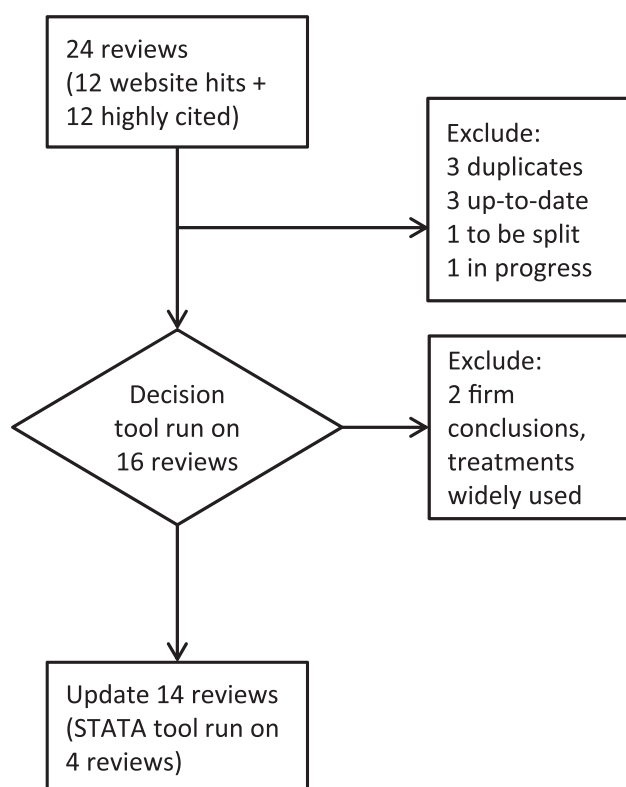 24 reviews
(12 website hits +
12 highly cited)
Exclude:
3 duplicates
3 up-to-date
1 to be split
1 in progress
Decision
tool run on
16 reviews
Exclude:
2 firm
conclusions,
treatments
widely used
Update 14 reviews
(STATA tool run on
4 reviews)